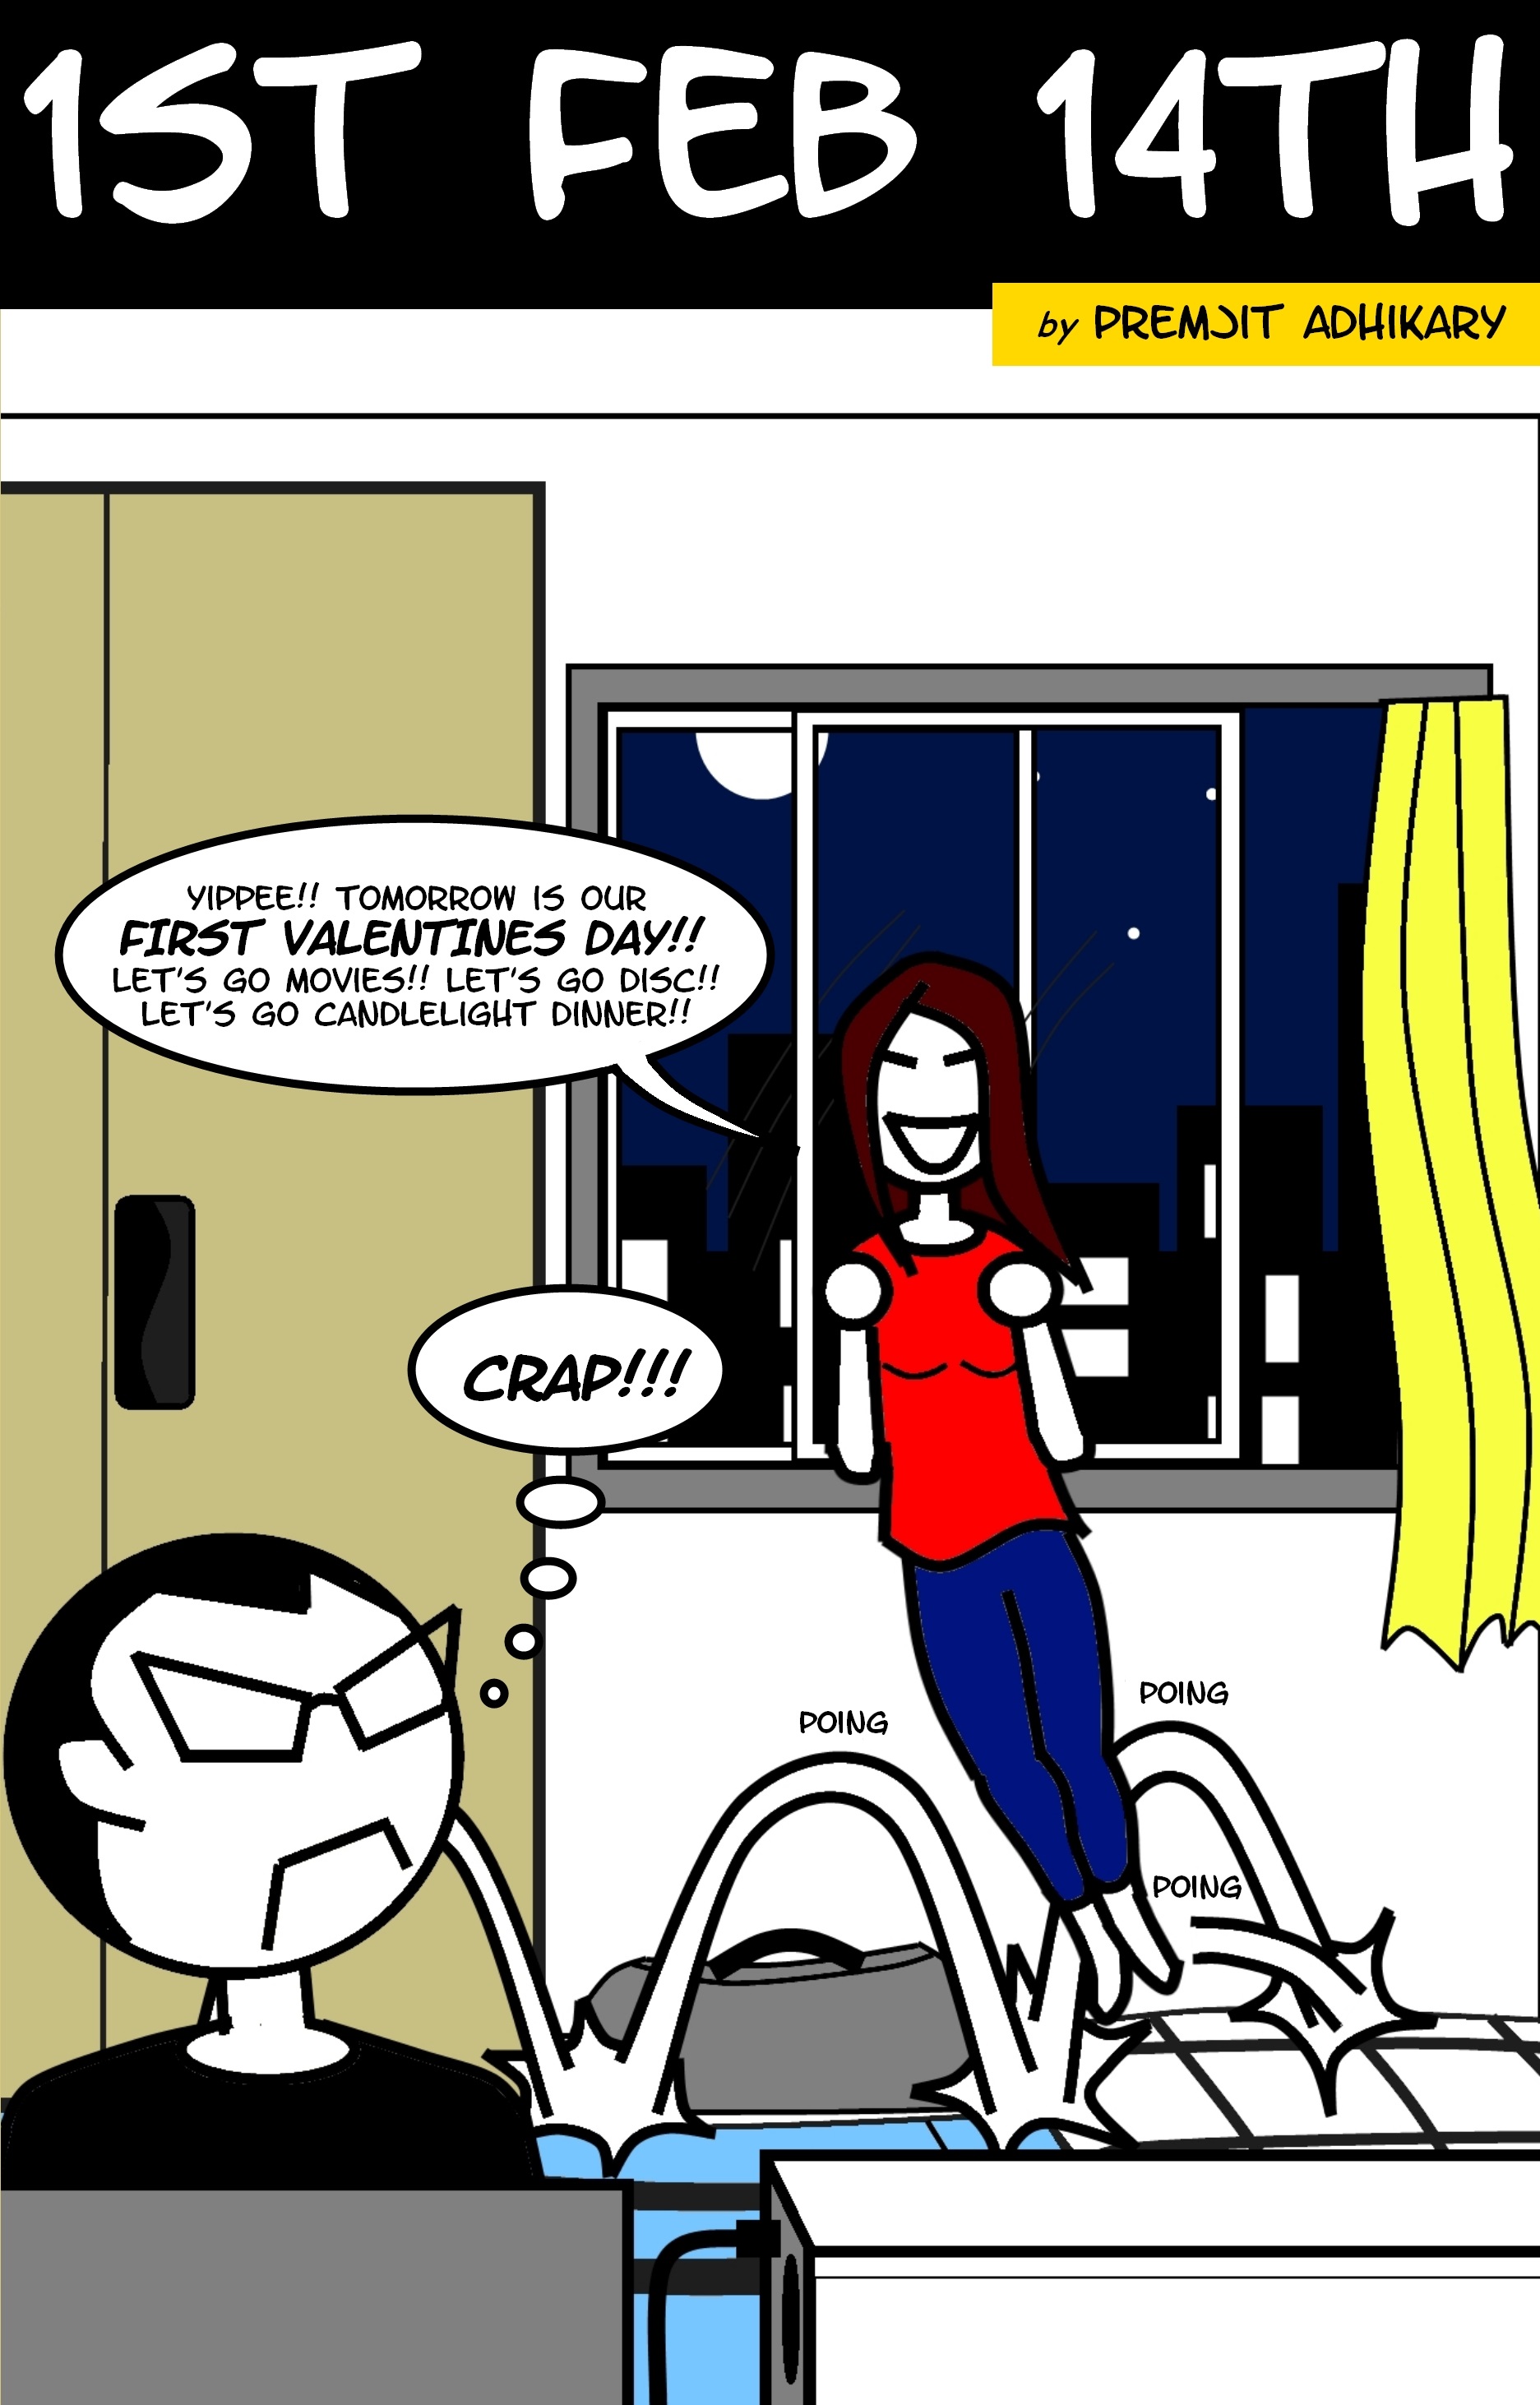 1ST FEB 14TH
by PREMJIT ADHIKARY
YIPPEE!! TOMORROW IS OUR
FIRST VALENTINES DAY!!
LET'S GO MOVIES!! LET'S GO DISC!!
LET'S GO CANDLELIGHT DINNER!!
CRAP!!!
POING
POING
POING